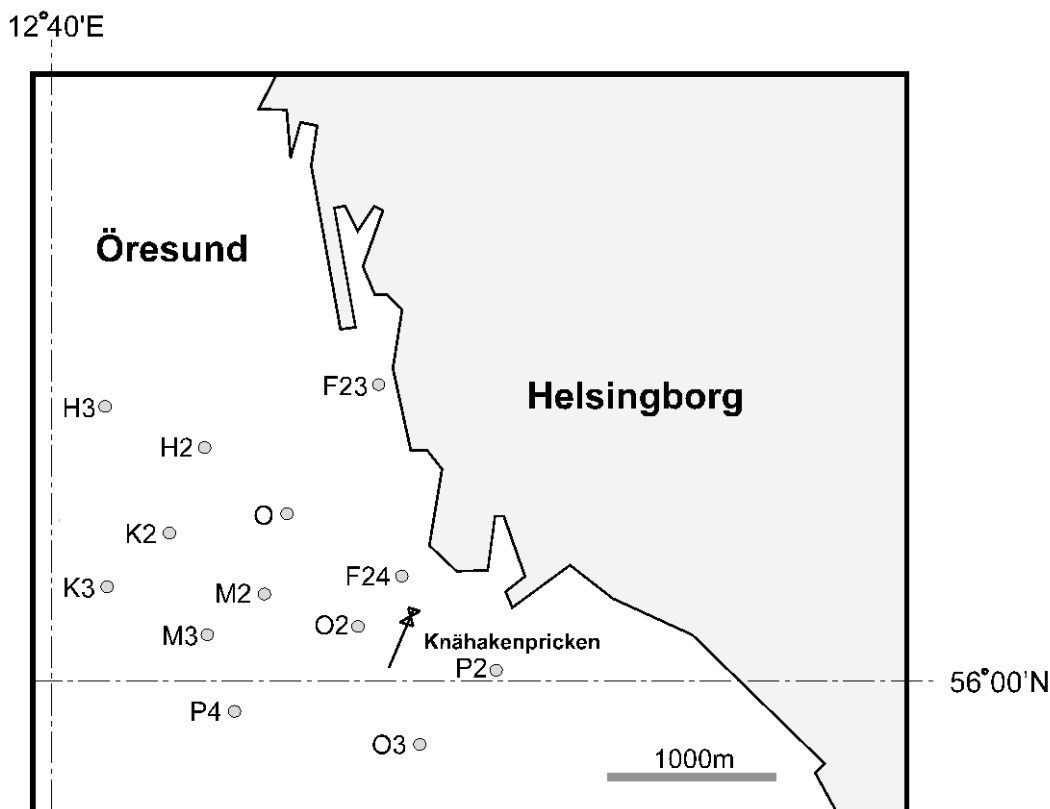 12°40'E
Öresund
F23
Helsingborg
H3
H2
O
K2
F24
K3
M2
O2
M3
Knähakenpricken
P2
56°00'N
P4
O3
1000m